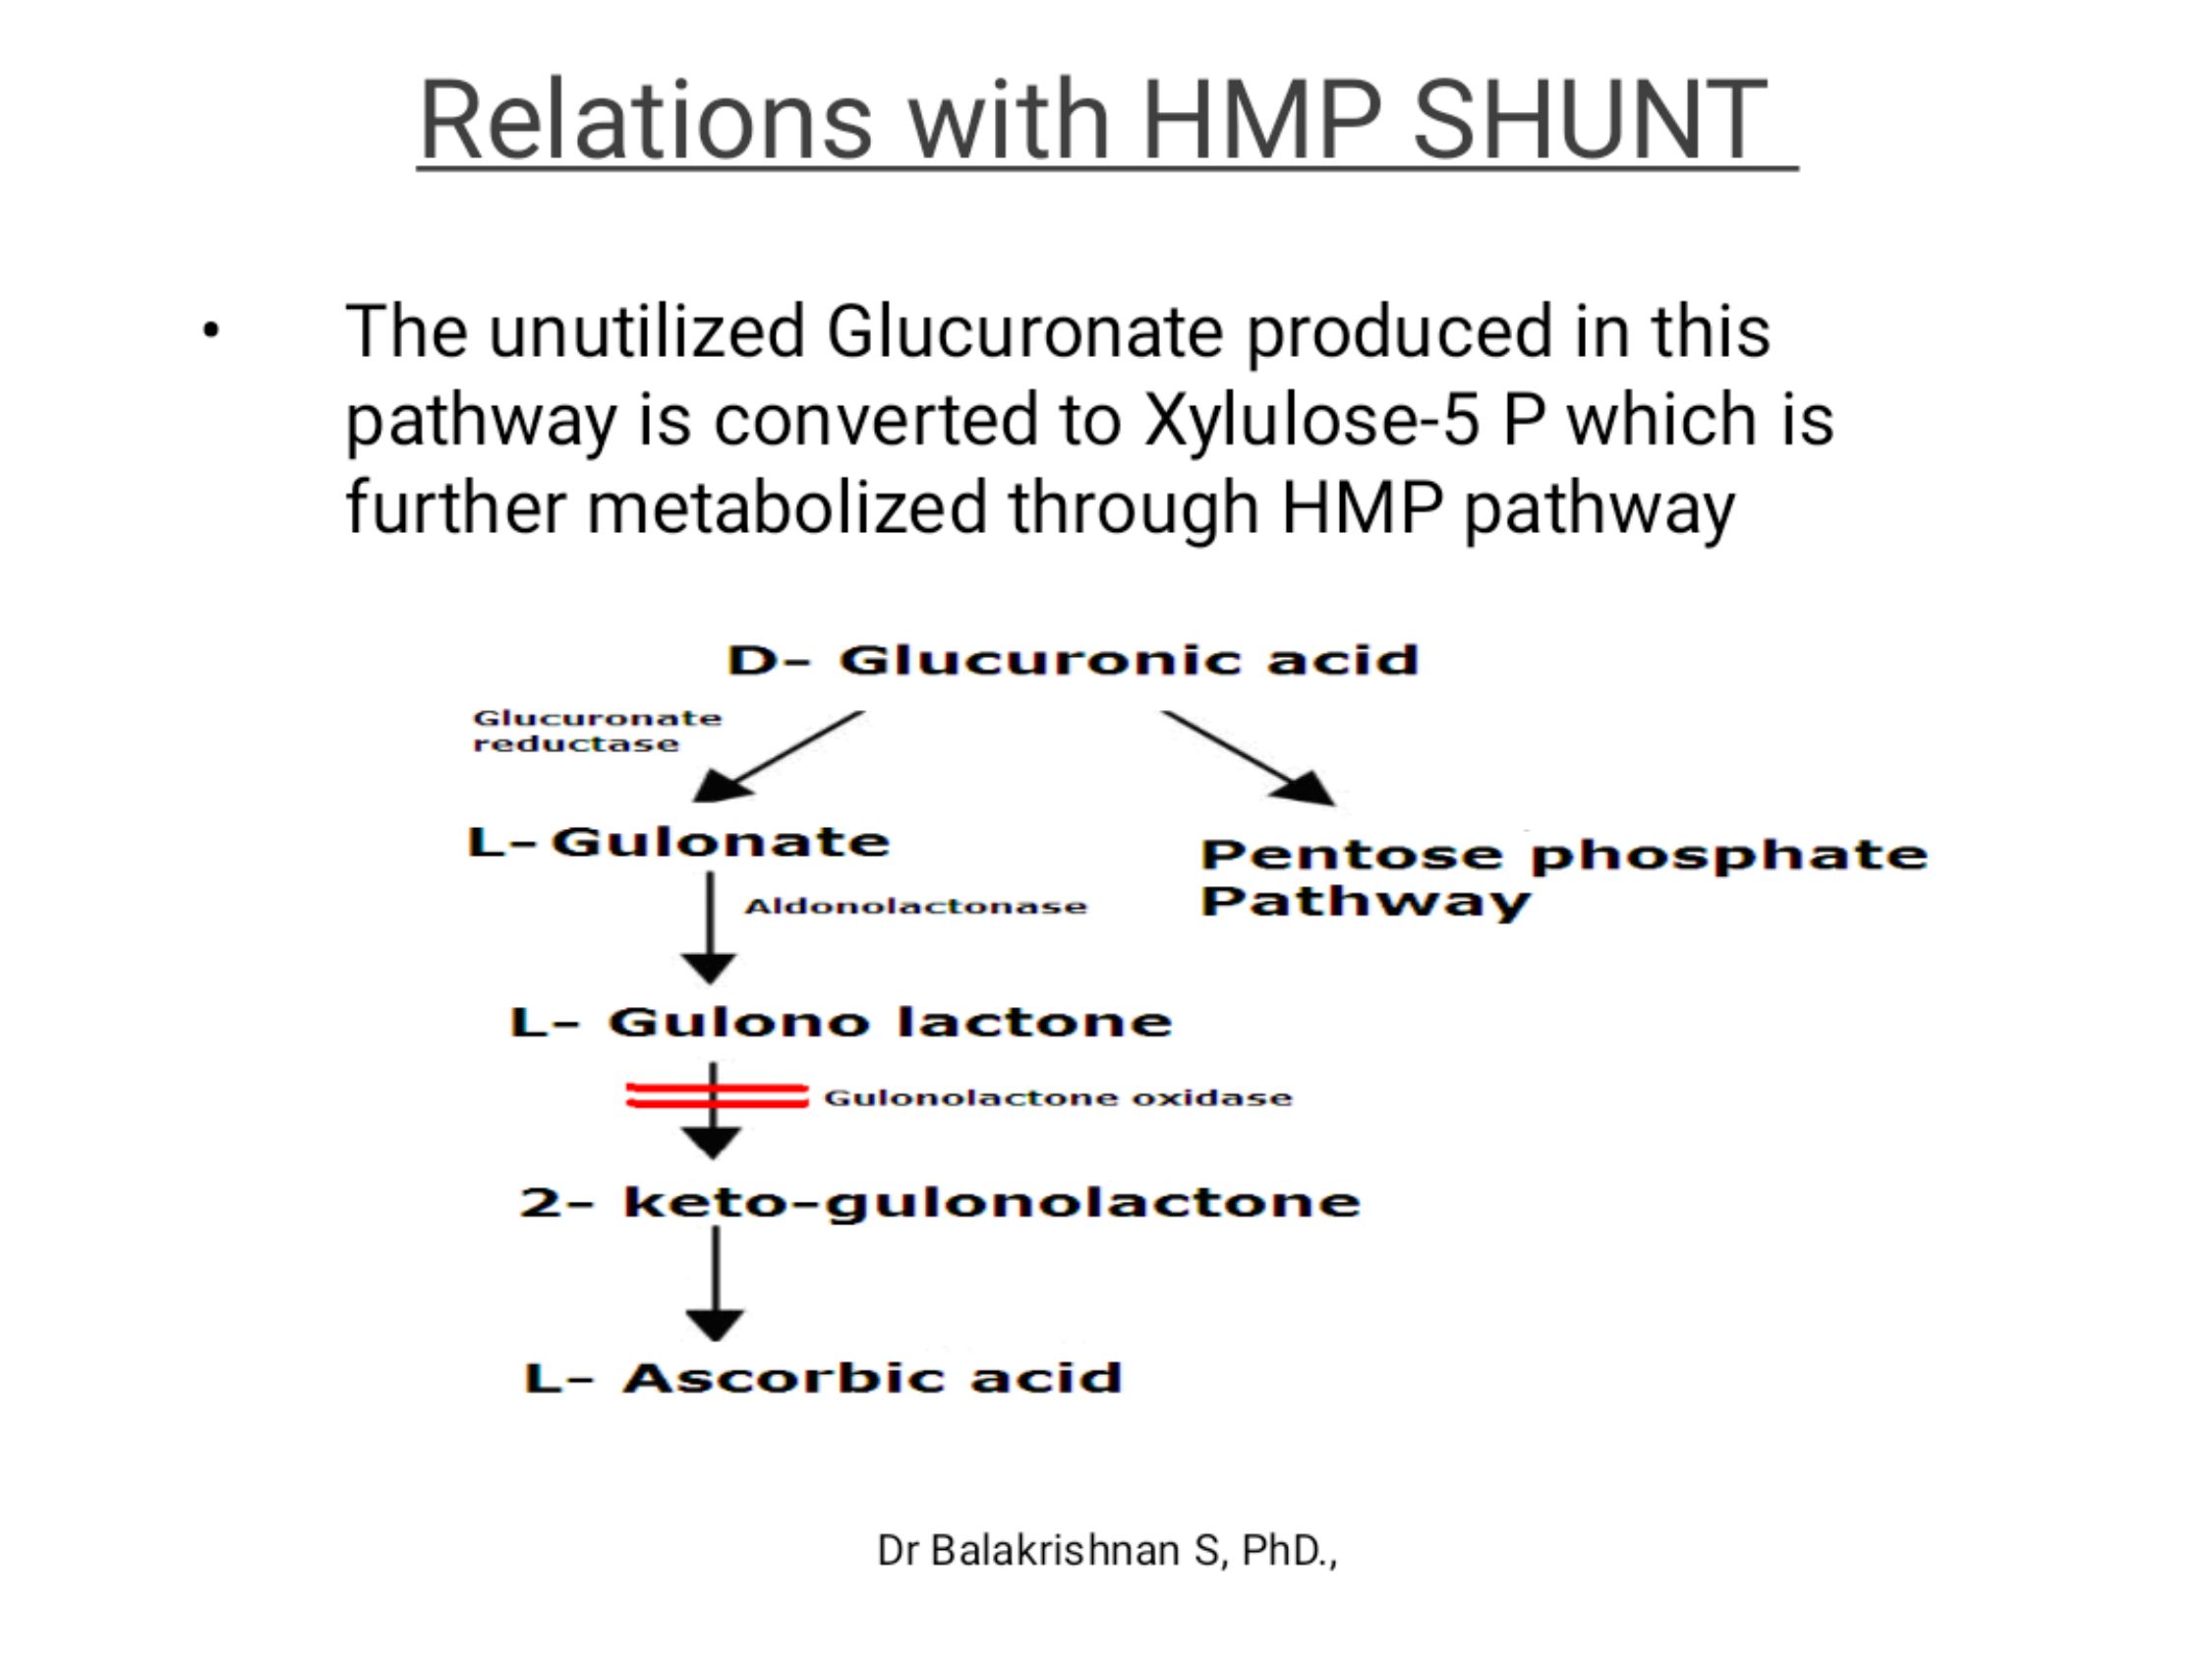 Relations with HMP SHUNT
• The unutilized Glucuronate produced in this
pathway is converted to Xylulose-5 P which is
further metabolized through HMP pathway
D- Glucuronic acid
Glucuronate
reductase
L-Gulonate
Pentose phosphate
Pathway
Aldonolactonase
L- Gulono lactone
Gulonolactone oxidase
2- keto-gulonolactone
L- Ascorbic acid
Dr Balakrishnan S, PhD.,